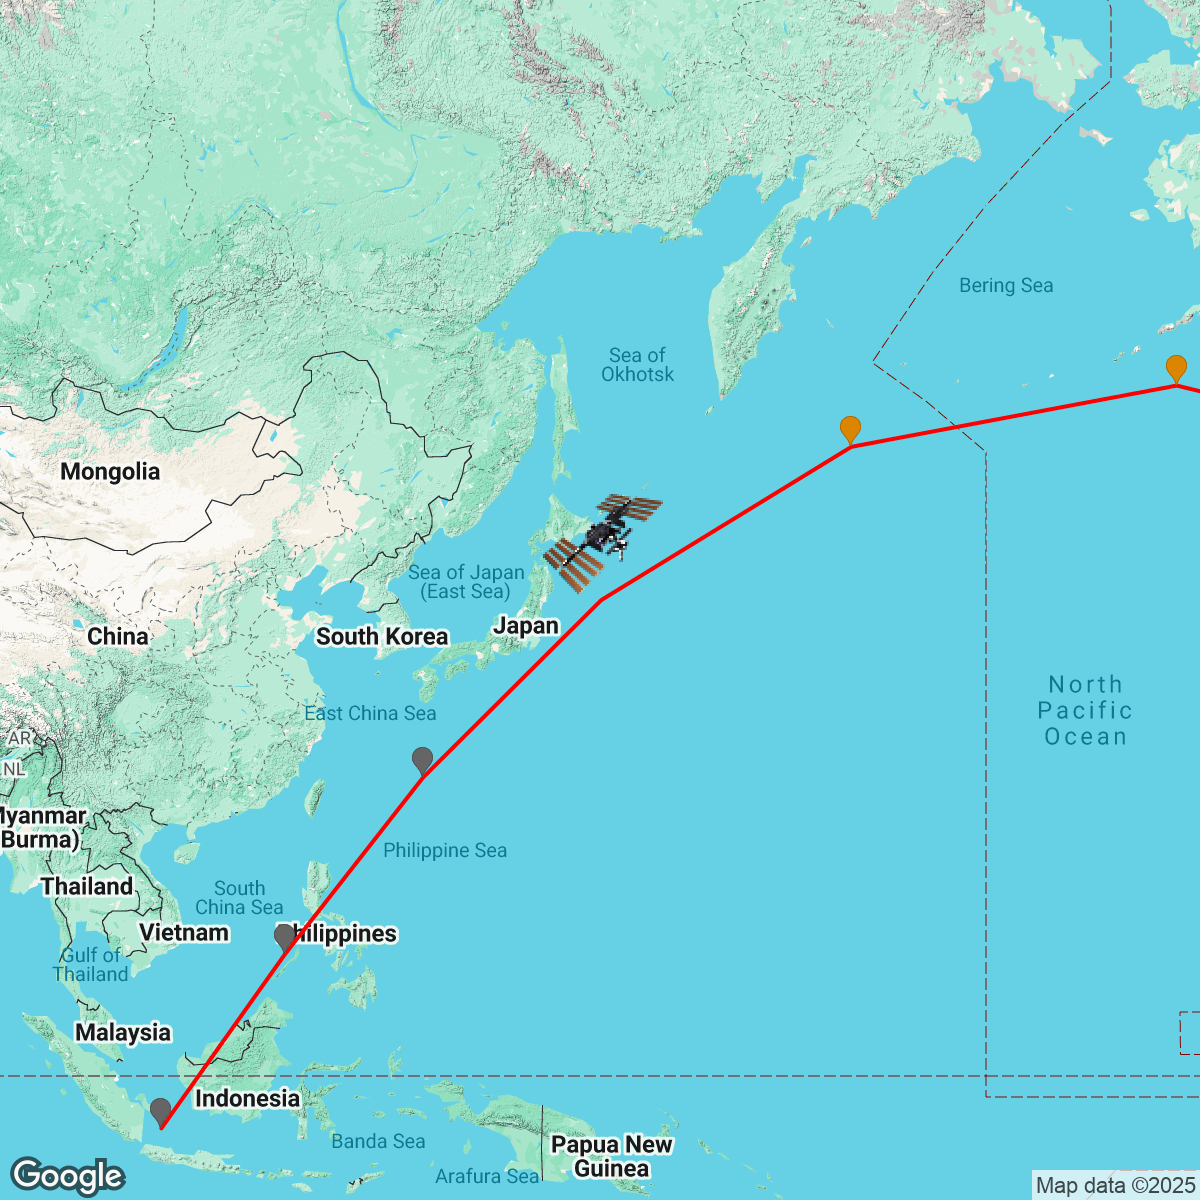 Bering Sea
Sea of
Okhotsk
Mongolia
Sea of Japan
(East Sea)
Japan
South Korea
China
North
Pacific
Ocean
East China Sea
AR
NL
Myanmar
(Burma)
Philippine Sea
Thailand
South
China Sea
Vietnam
Philippines
Gulf of
Thailand
Malaysia
Indonesia
Banda Sea
Papua New
Guinea
Arafura Sea
Google
Map data ©2025